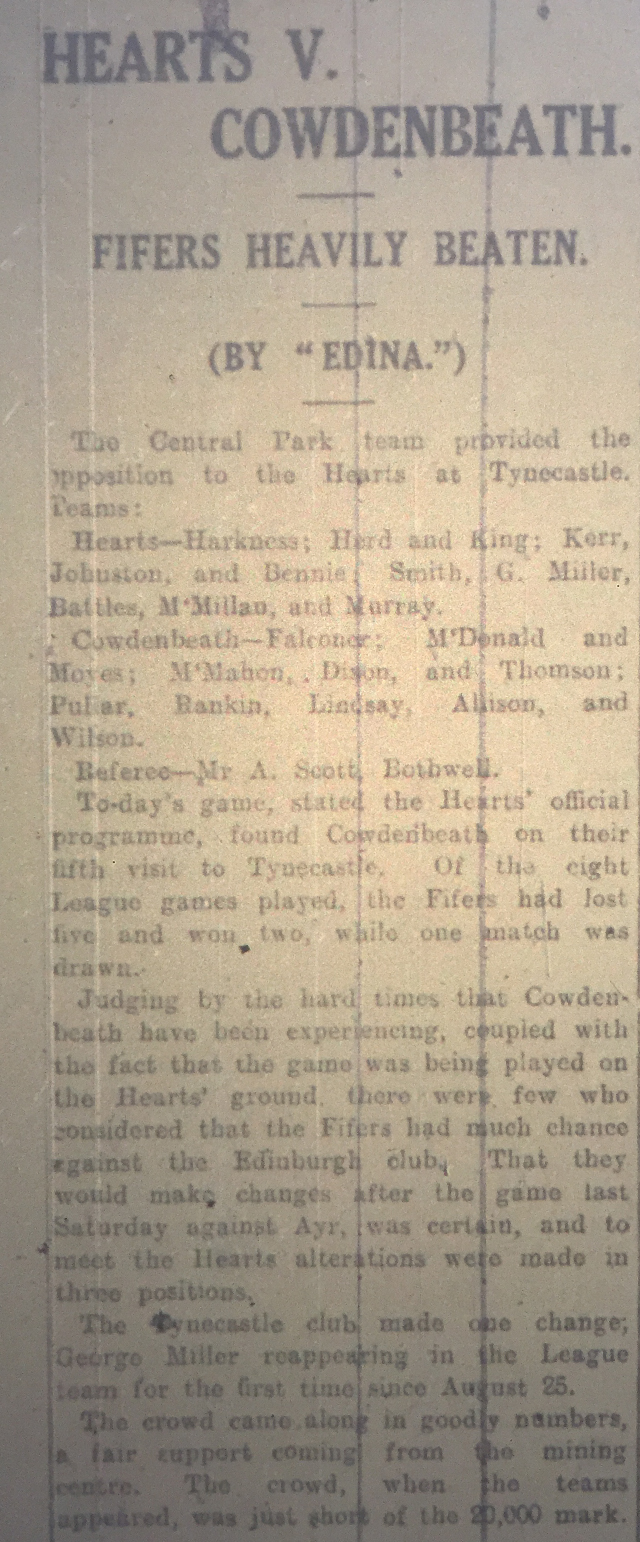 HEARTS V.
COWDENBEATH.
FIFERS HEAVILY BEATEN.
(BY "EDINA.")
The Central Park team provided the
opposition to the Hearts at Tynecastle.
Teams:
Hearts—Harkness; Herd and King; Kerr,
Johnston, and Bennie; Smith, G. Miller,
Battles, M'Millan, and Murray.
Cowdenbeath—Falconer; M'Donald and
Moyes; M'Mahon, Dixon, and Thomson;
Pullar, Rankin, Lindsay, Allison, and
Wilson.
Referee—Mr A. Scott, Bothwell.
To-day's game, stated the Hearts' official
programme, found Cowdenbeath on their
fifth visit to Tynecastle. Of the eight
League games played, the Fifers had lost
five and won two, while one match was
drawn.
Judging by the hard times that Cowden-
beath have been experiencing, coupled with
the fact that the game was being played on
the Hearts' ground, there were few who
considered that the Fifers had much chance
against the Edinburgh club. That they
would make changes after the game last
Saturday against Ayr, was certain, and to
meet the Hearts alterations were made in
three positions.
The Tynecastle club made one change;
George Miller reappearing in the League
team for the first time since August 25.
The crowd came along in goodly numbers,
a fair support coming from the mining
centre. The crowd, when the teams
appeared, was just short of the 20,000 mark.